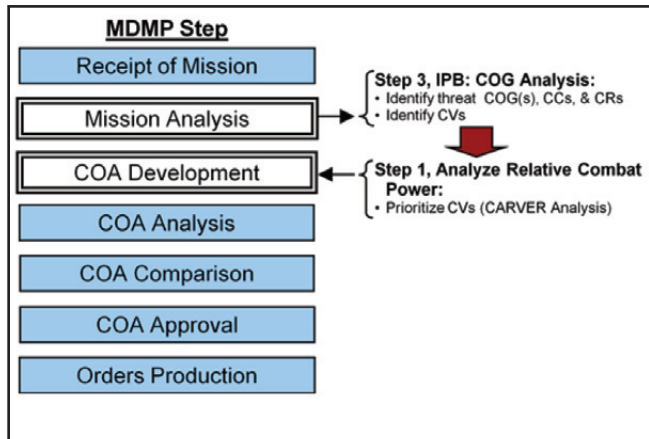 MDMP Step
Receipt of Mission
Mission Analysis
COA Development
COA Analysis
COA Comparison
COA Approval
Orders Production
Step 3, IPB: COG Analysis:
• Identify threat COG(s), CCs, & CRs
• Identify CVs
Step 1, Analyze Relative Combat
Power:
• Prioritize CVs (CARVER Analysis)